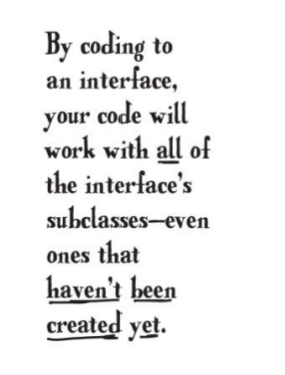 By coding to
an interface,
your code will
work with all of
the interface's
subclasses—even
ones that
haven't been
created yet.